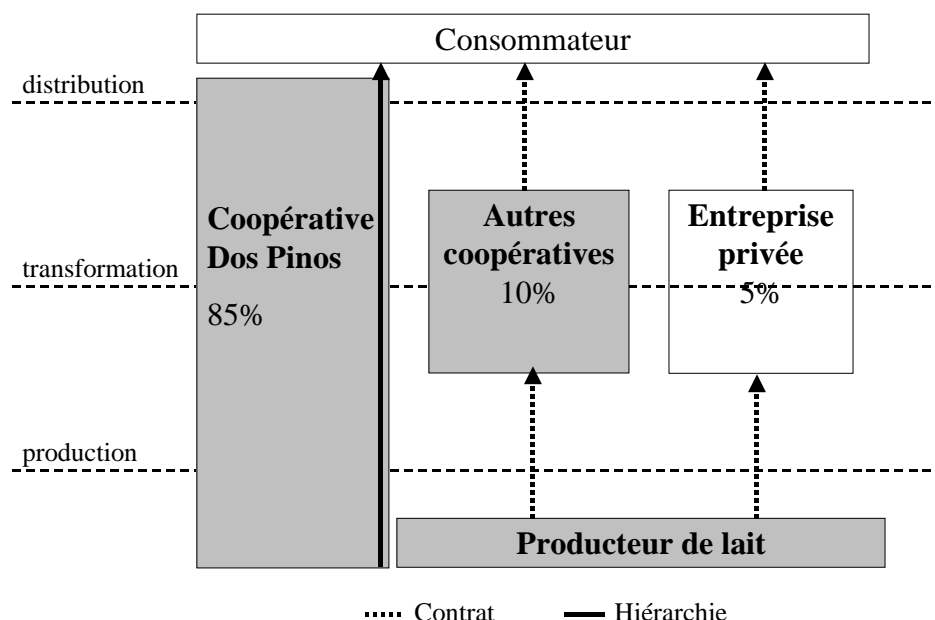 Consommateur
distribution
Coopérative
Dos Pinos
85%
Autres
coopératives
10%
Entreprise
privée
5%
transformation
production
Producteur de lait
Contrat
Hiérarchie